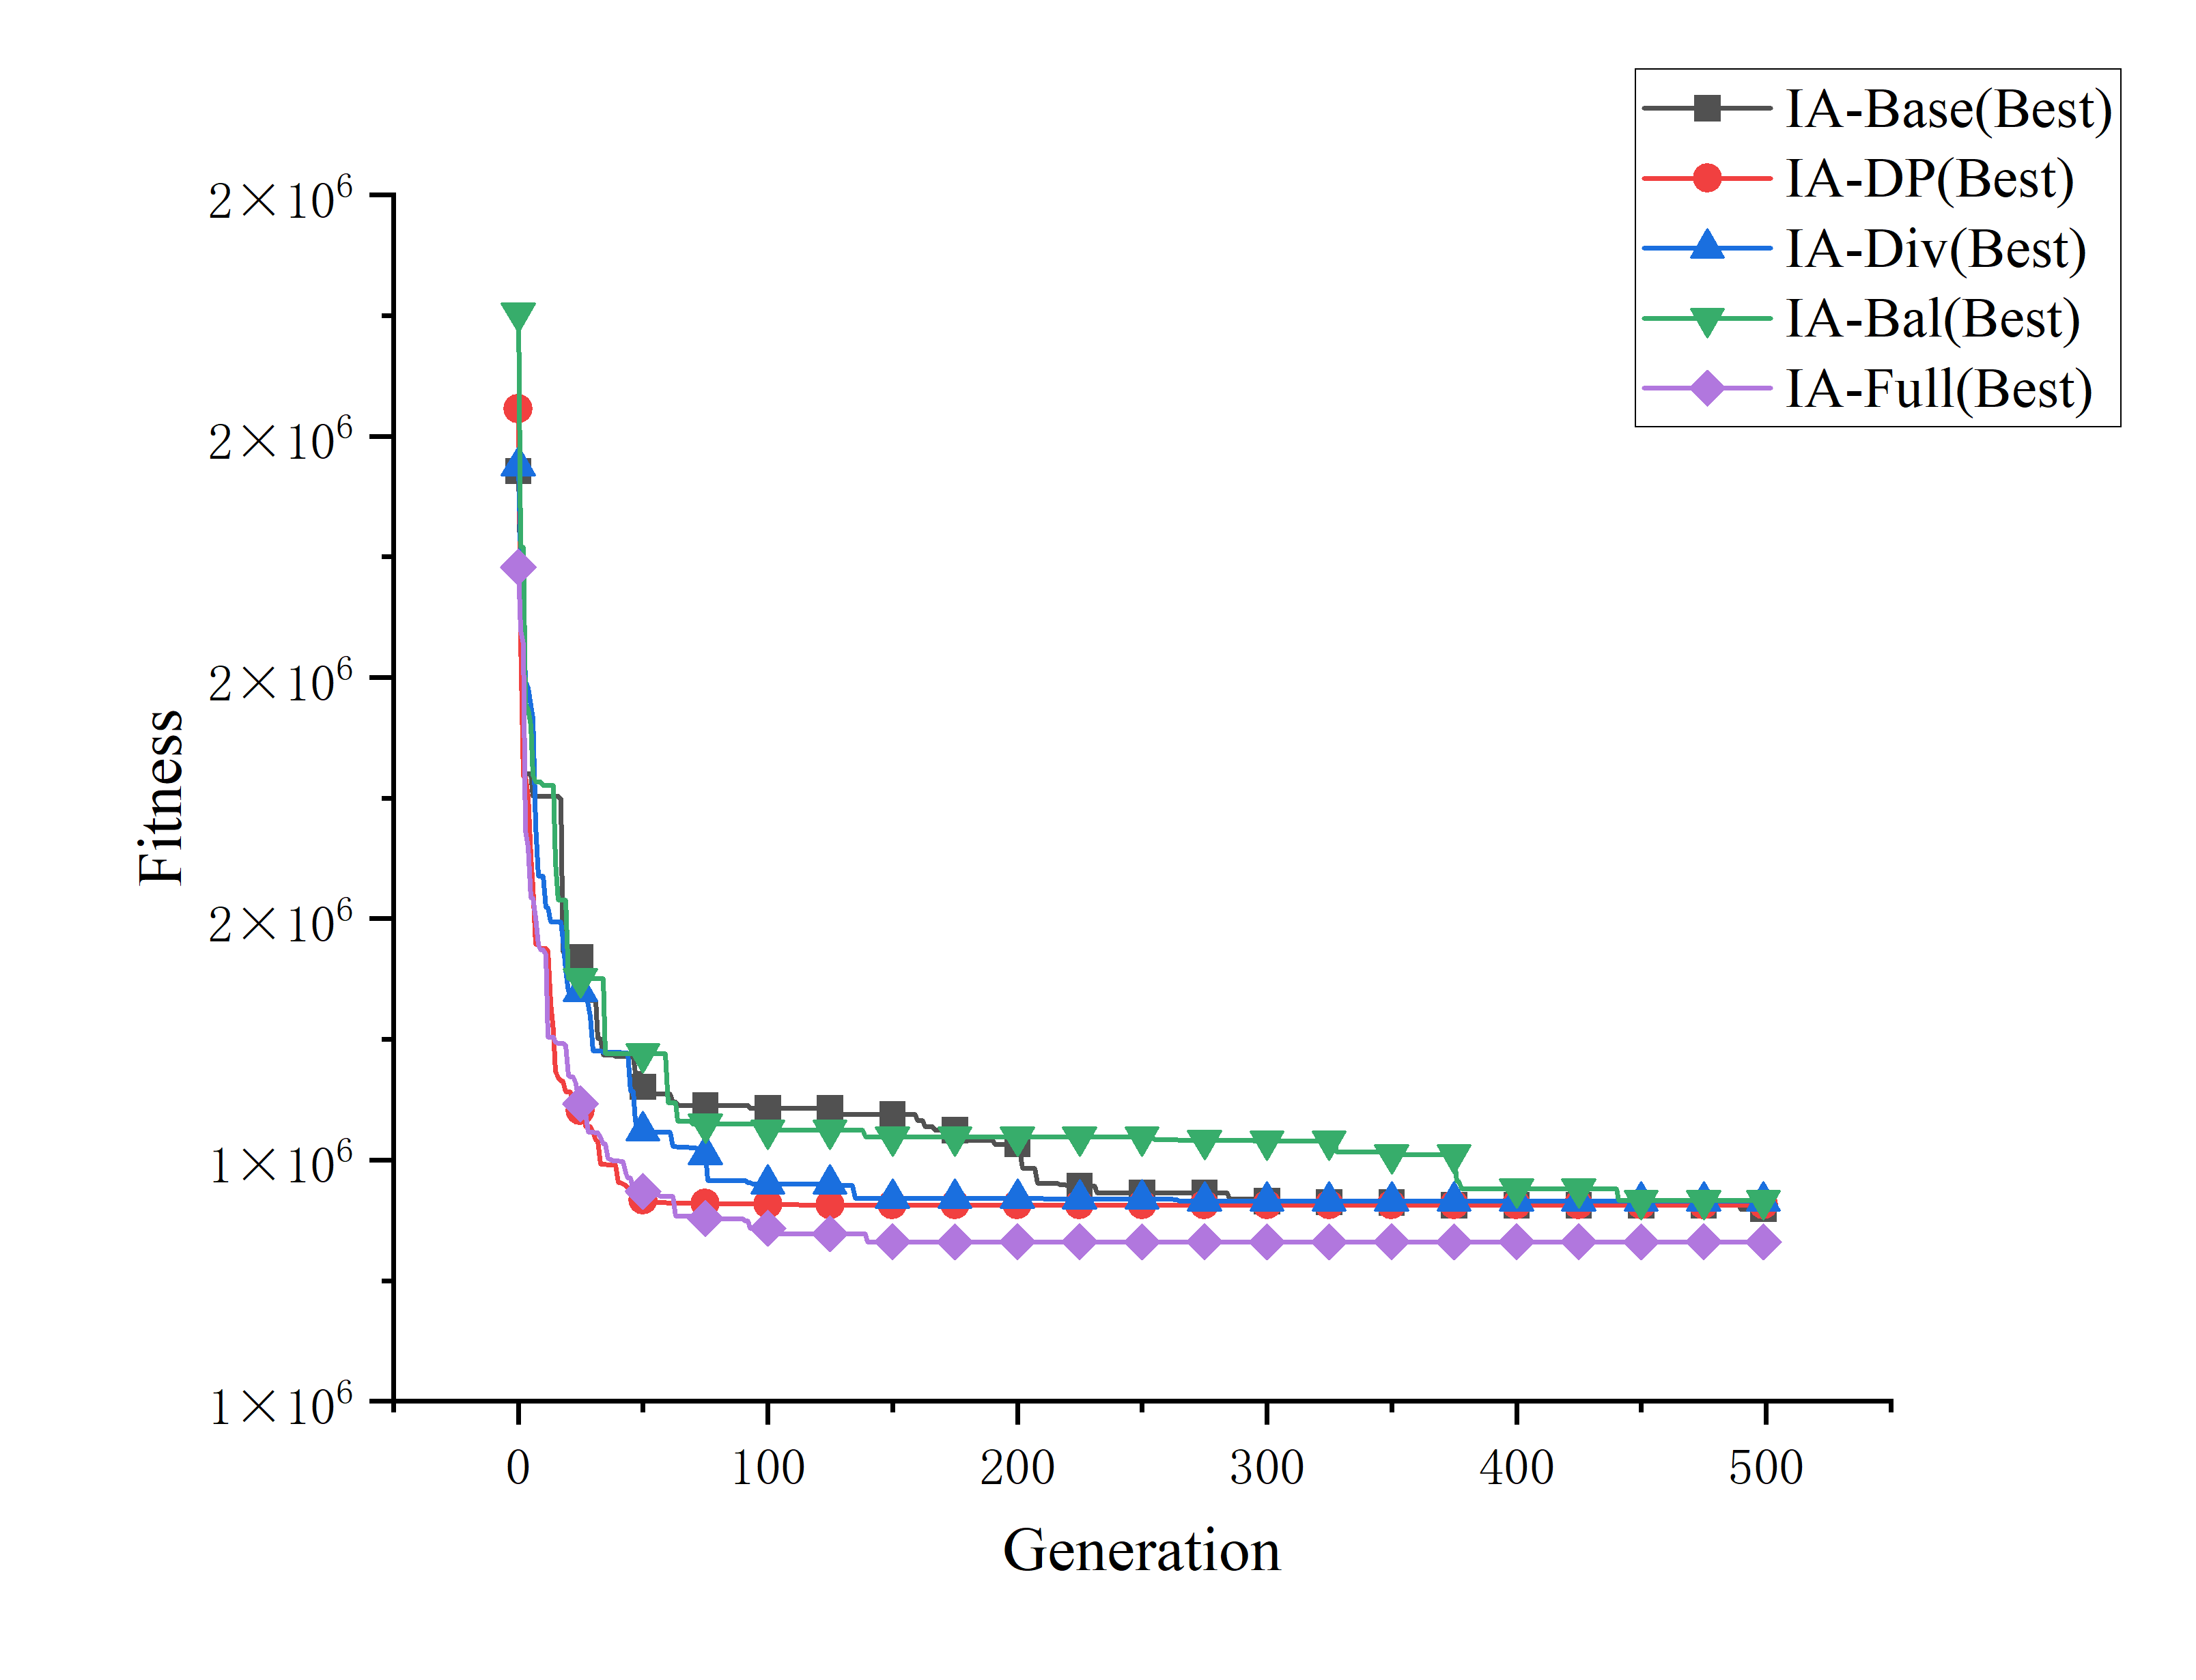 IA-Base(Best)
IA-DP(Best)
IA-Div(Best)
IA-Bal(Best)
IA-Full(Best)
2×10⁶
2×10⁶
2×10⁶
2×10⁶
1×10⁶
1×10⁶
Fitness
0 100 200 300 400 500
Generation